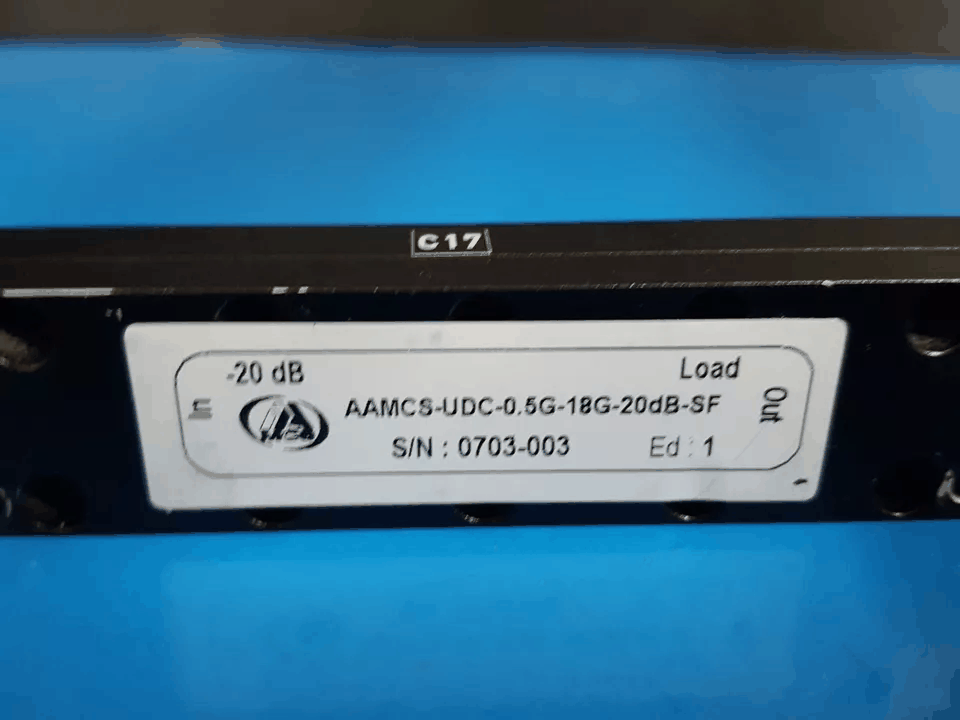 C17
-20 dB
Load
In
AAMCS-UDC-0.5G-18G-20dB-SF
Out
S/N : 0703-003
Ed : 1